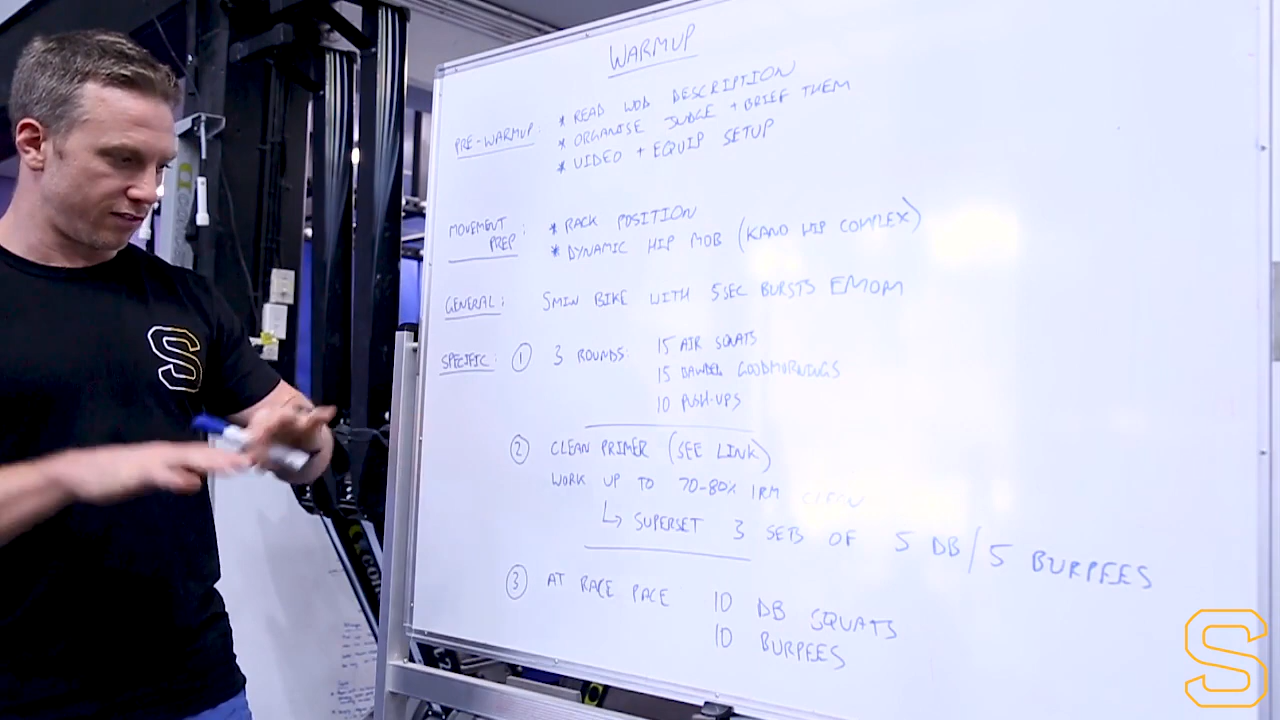 WARMUP
PRE-WARMUP: * READ WOD DESCRIPTION
* ORGANISE JUDGE + BRIEF THEM
* VIDEO + EQUIP SETUP
MOVEMENT PREP: * RACK POSITION
* DYNAMIC HIP MOB (KANO HIP COMPLEX)
GENERAL: 5MIN BIKE WITH 5SEC BURSTS EMOM
SPECIFIC: 1 3 ROUNDS: 15 AIR SQUATS
15 GOODMORNINGS
10 PUSH-UPS
2 CLEAN PRIMER (SEE LINK)
WORK UP TO 70-80% 1RM CLEAN
↳ SUPERSET 3 SETS OF 5 DB/5 BURPEES
3 AT RACE PACE 10 DB SQUATS
10 BURPEES
S
S